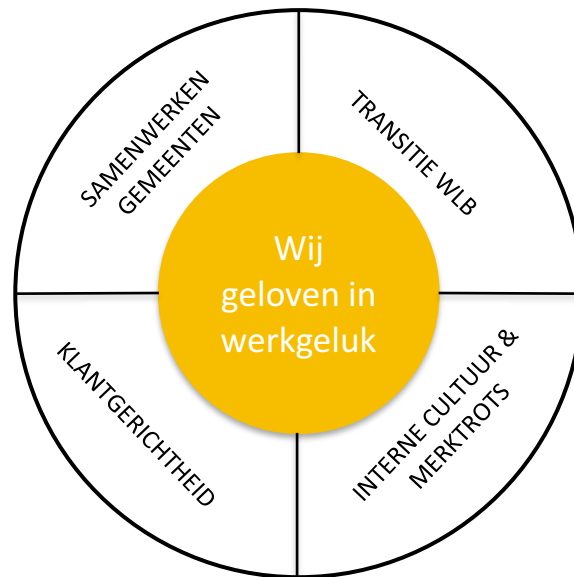 SAMENWERKEN
GEMEENTEN
TRANSITIE WLB
Wij
geloven in
werkgeluk
KLANTGERICHTHEID
INTERNE CULTUUR &
MERKTROTS